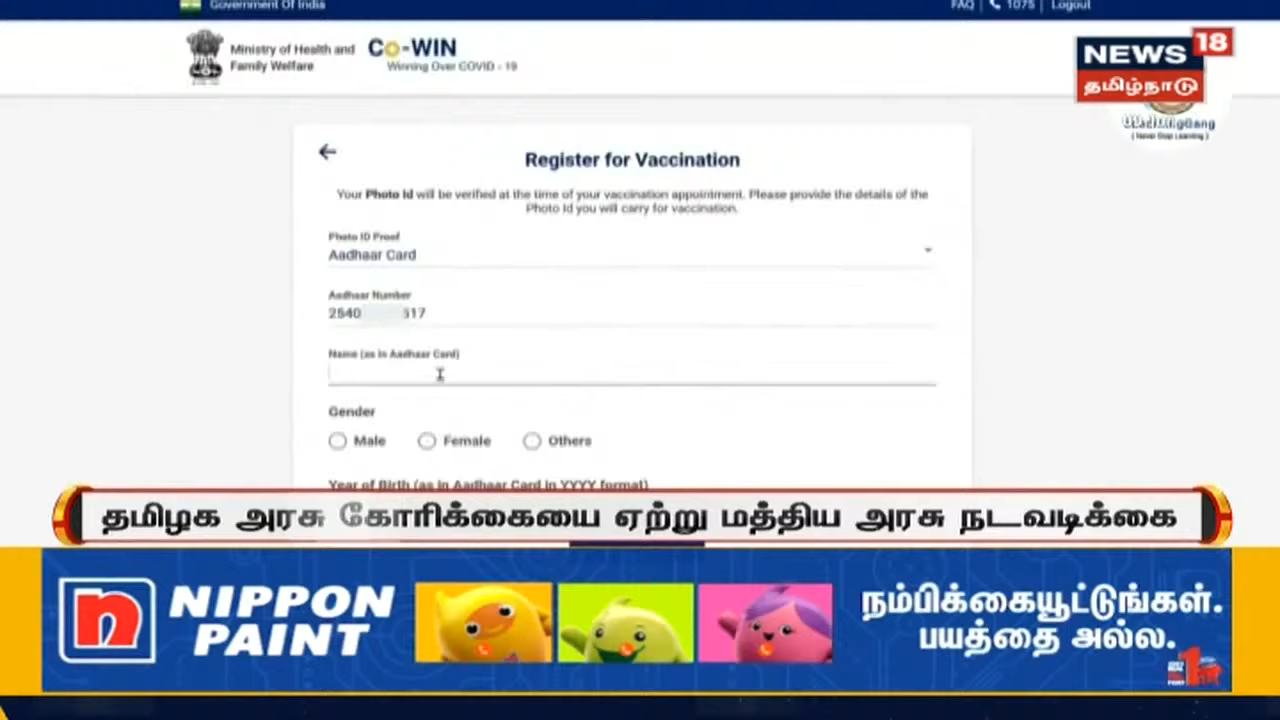 Government Of India
FAQ | 1075 | Logout
Ministry of Health and
Family Welfare
Co-WIN
Winning Over COVID - 19
NEWS 18
தமிழ்நாடு
( Never Stop Learning )
Register for Vaccination
Your Photo Id will be verified at the time of your vaccination appointment. Please provide the details of the
Photo Id you will carry for vaccination.
Photo ID Proof
Aadhaar Card
Aadhaar Number
2540 517
Name (as in Aadhaar Card)
Gender
Male Female Others
Year of Birth (as in Aadhaar Card in YYYY format)
தமிழக அரசு கோரிக்கையை ஏற்று மத்திய அரசு நடவடிக்கை
n NIPPON
PAINT
நம்பிக்கையூட்டுங்கள்.
பயத்தை அல்ல.